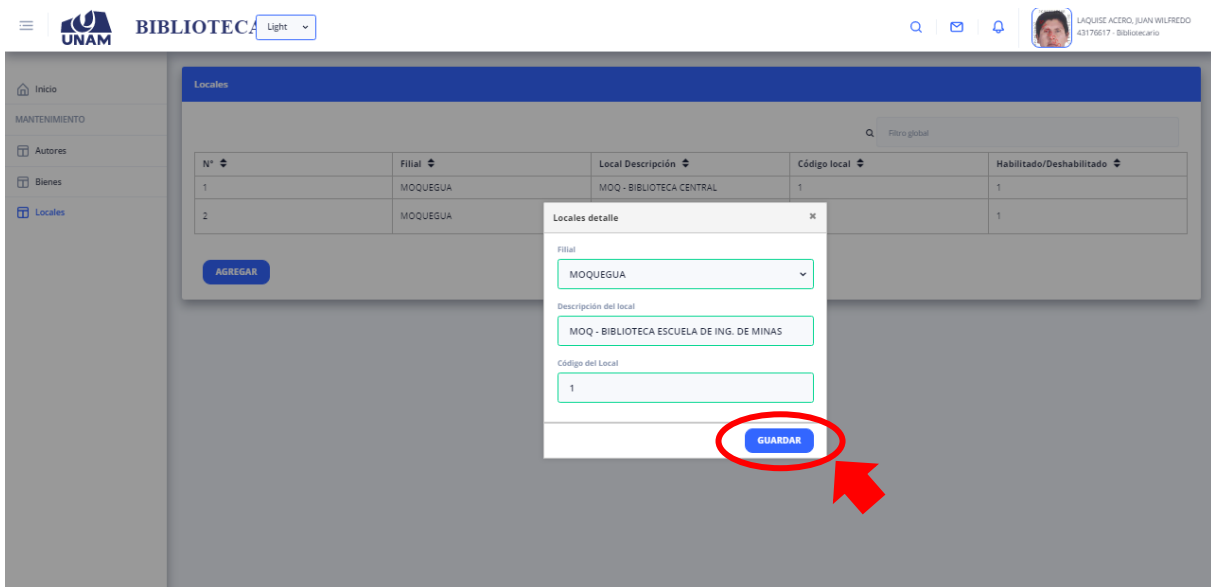 UNAM
BIBLIOTECA
Light
LAQUISE ACERO, JUAN WILFREDO
43176617 - Bibliotecario
Inicio
MANTENIMIENTO
Autores
Bienes
Locales
Locales
Filtro global
N° Filial Local Descripción Código local Habilitado/Deshabilitado
1 MOQUEGUA MOQ - BIBLIOTECA CENTRAL 1 1
2 MOQUEGUA 1
AGREGAR
Locales detalle
Filial
MOQUEGUA
Descripción del local
MOQ - BIBLIOTECA ESCUELA DE ING. DE MINAS
Código del Local
1
GUARDAR